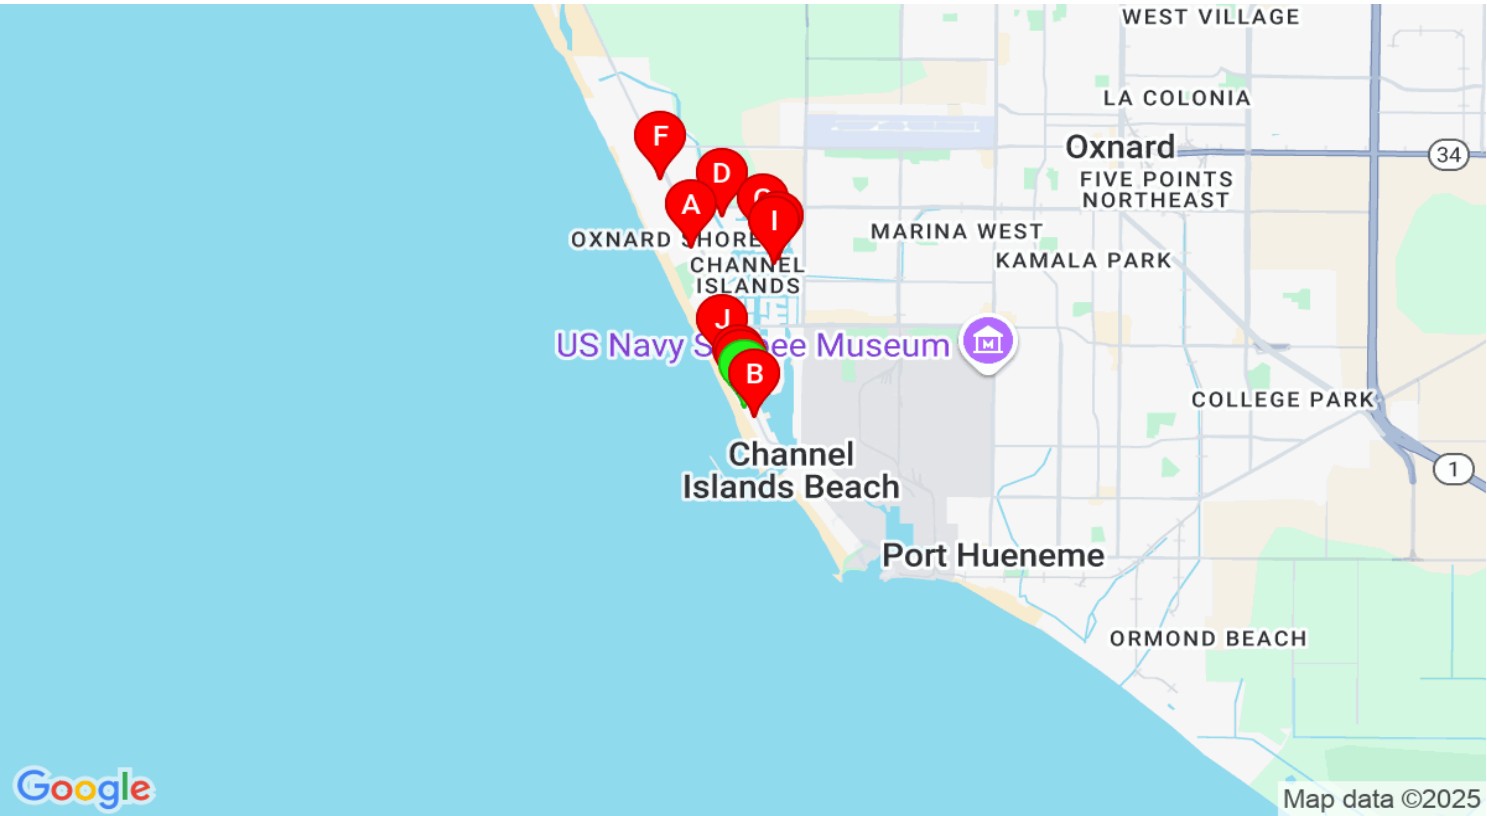 WEST VILLAGE
LA COLONIA
F
Oxnard
34
D
FIVE POINTS
NORTHEAST
A
I
MARINA WEST
OXNARD SHORE
KAMALA PARK
CHANNEL
ISLANDS
J
US Navy Museum
M
B
COLLEGE PARK
Channel
Islands Beach
1
Port Hueneme
ORMOND BEACH
Google
Map data ©2025